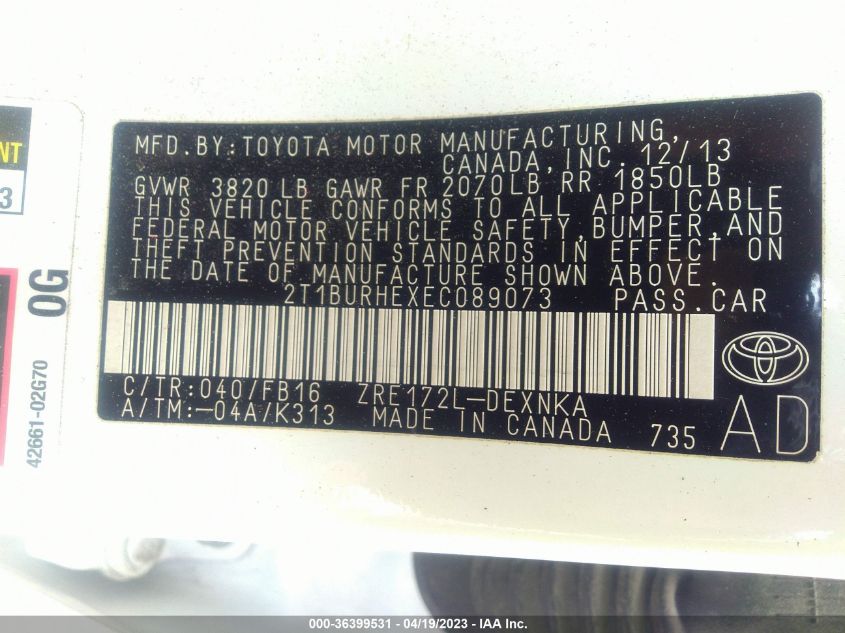 MFD.BY:TOYOTA MOTOR MANUFACTURING,
CANADA,INC. 12/13
GVWR 3820 LB GAWR FR 2070LB RR 1850LB
THIS VEHICLE CONFORMS TO ALL APPLICABLE
FEDERAL MOTOR VEHICLE SAFETY,BUMPER,AND
THEFT PREVENTION STANDARDS IN EFFECT ON
THE DATE OF MANUFACTURE SHOWN ABOVE.
2T1BURHEXEC089073 PASS.CAR
C/TR:040/FB16 ZRE172L-DEXNKA
A/TM:-04A/K313 MADE IN CANADA 735
AD
NT
3
0G
42661-02G70
000-36399531 - 04/19/2023 - IAA Inc.